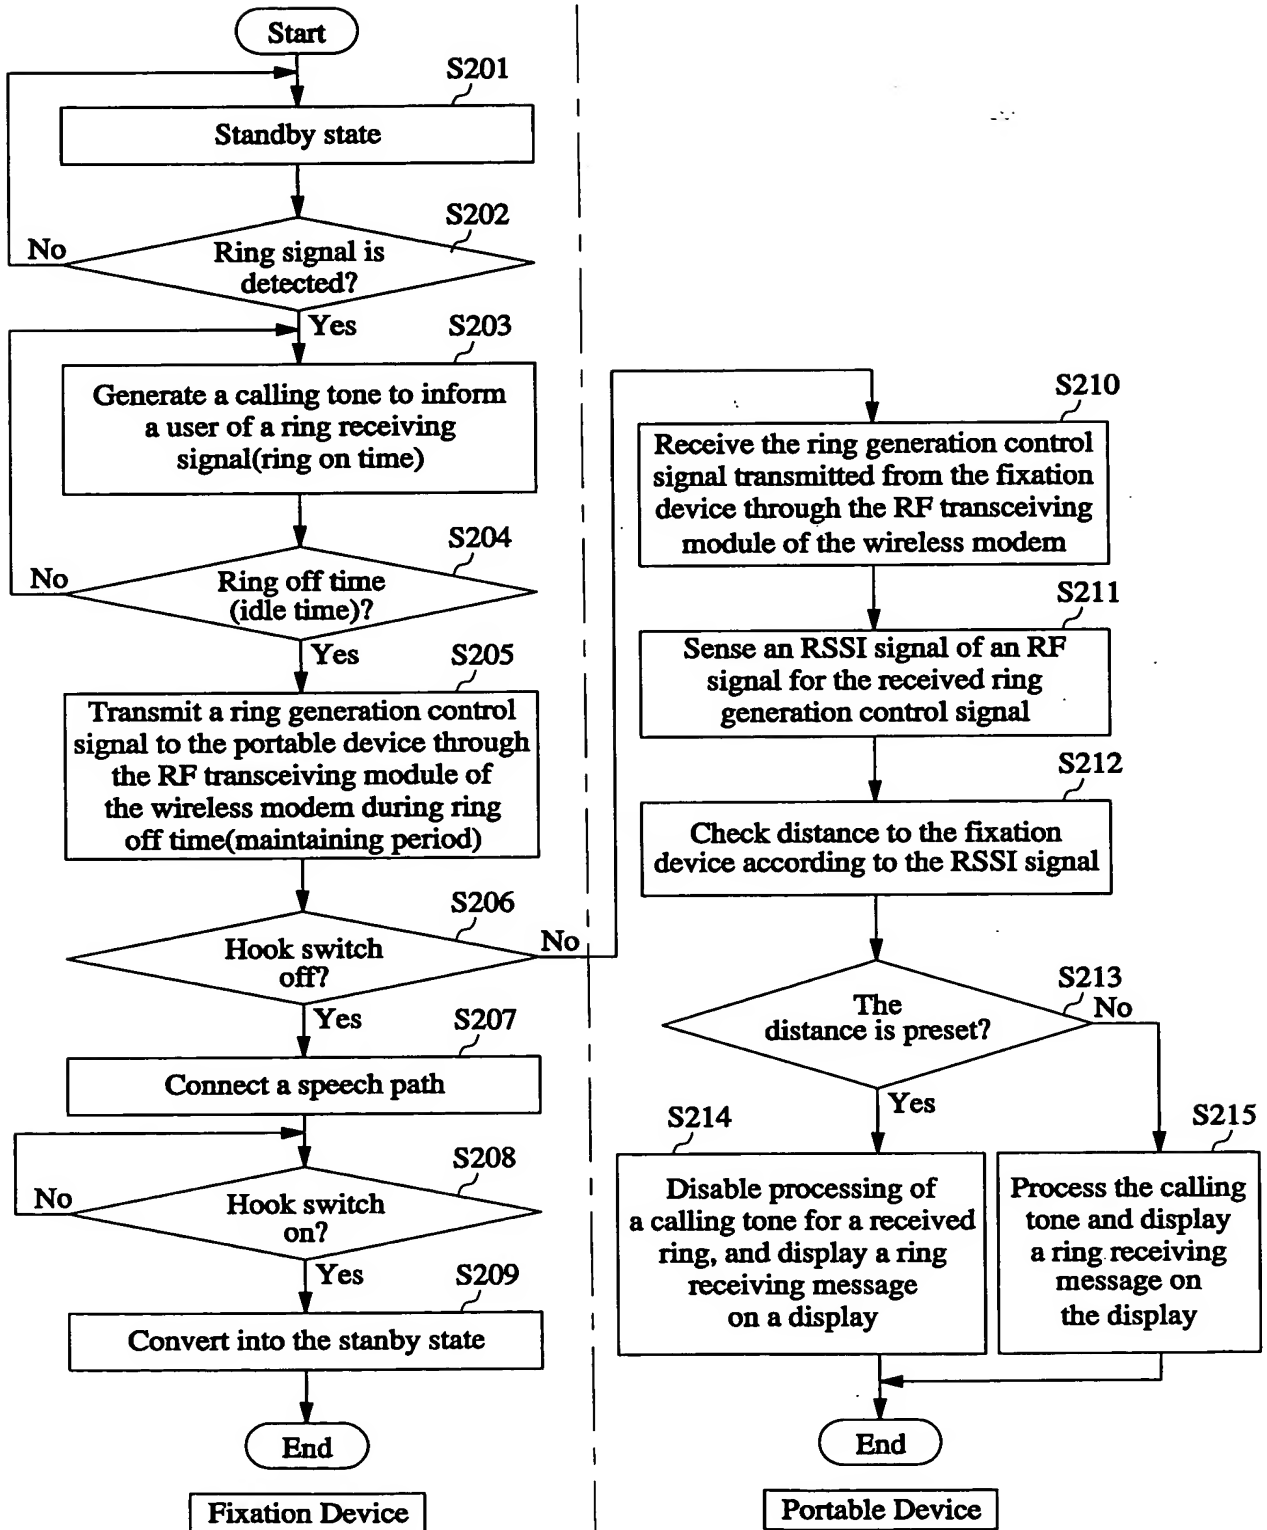 Start
S201
Standby state
S202
No
Ring signal is
detected?
Yes
S203
Generate a calling tone to inform
a user of a ring receiving
signal(ring on time)
S204
No
Ring off time
(idle time)?
Yes
S205
Transmit a ring generation control
signal to the portable device through
the RF transceiving module of
the wireless modem during ring
off time(maintaining period)
S206
No
Hook switch
off?
Yes
S207
Connect a speech path
S208
No
Hook switch
on?
Yes
S209
Convert into the stanby state
End
Fixation Device
S210
Receive the ring generation control
signal transmitted from the fixation
device through the RF transceiving
module of the wireless modem
S211
Sense an RSSI signal of an RF
signal for the received ring
generation control signal
S212
Check distance to the fixation
device according to the RSSI signal
S213
No
The
distance is preset?
Yes
S214
Disable processing of
a calling tone for a received
ring, and display a ring
receiving message
on a display
S215
Process the calling
tone and display
a ring receiving
message on
the display
End
Portable Device